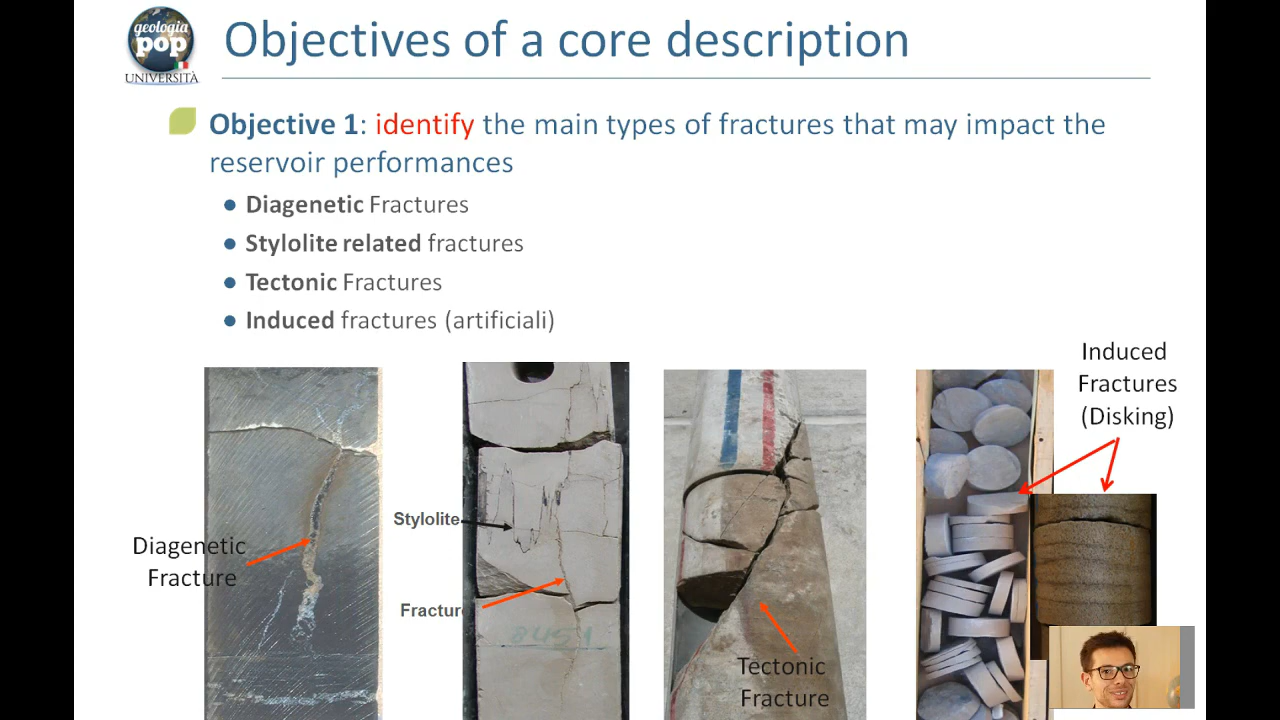 geologia
pop
UNIVERSITÀ
Objectives of a core description
Objective 1: identify the main types of fractures that may impact the
reservoir performances
Diagenetic Fractures
Stylolite related fractures
Tectonic Fractures
Induced fractures (artificiali)
Induced
Fractures
(Disking)
Stylolite
Diagenetic
Fracture
Fracture
Tectonic
Fracture